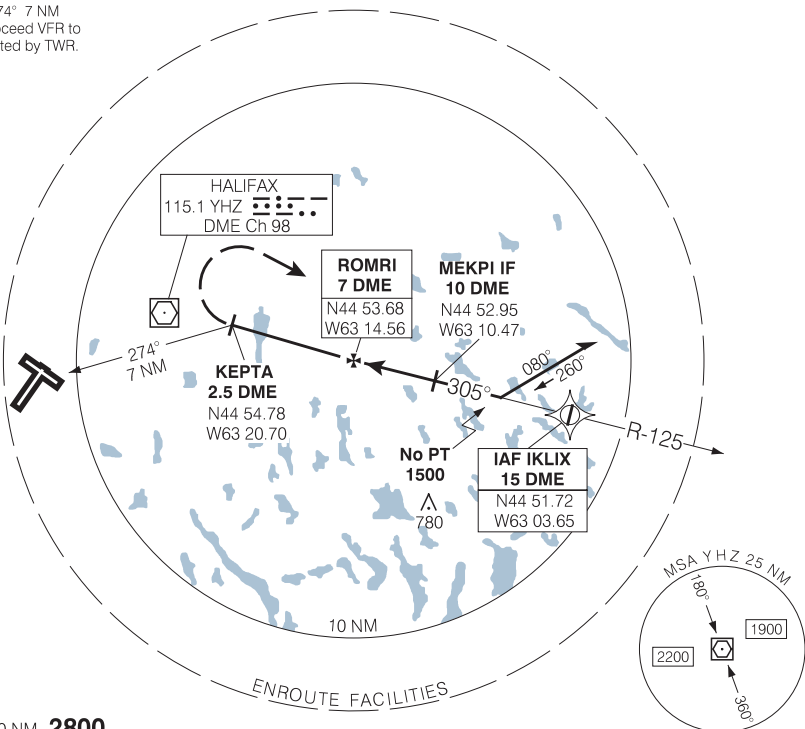 74° 7 NM
oceed VFR to
ted by TWR.
HALIFAX
115.1 YHZ
DME Ch 98
ROMRI
7 DME
N44 53.68
W63 14.56
MEKPI IF
10 DME
N44 52.95
W63 10.47
274°
7 NM
KEPTA
2.5 DME
N44 54.78
W63 20.70
305°
080°
260°
R-125
No PT
1500
780
IAF IKLIX
15 DME
N44 51.72
W63 03.65
10 NM
ENROUTE FACILITIES
MSA YHZ 25 NM
180°
1900
2200
360°
0 NM 2800